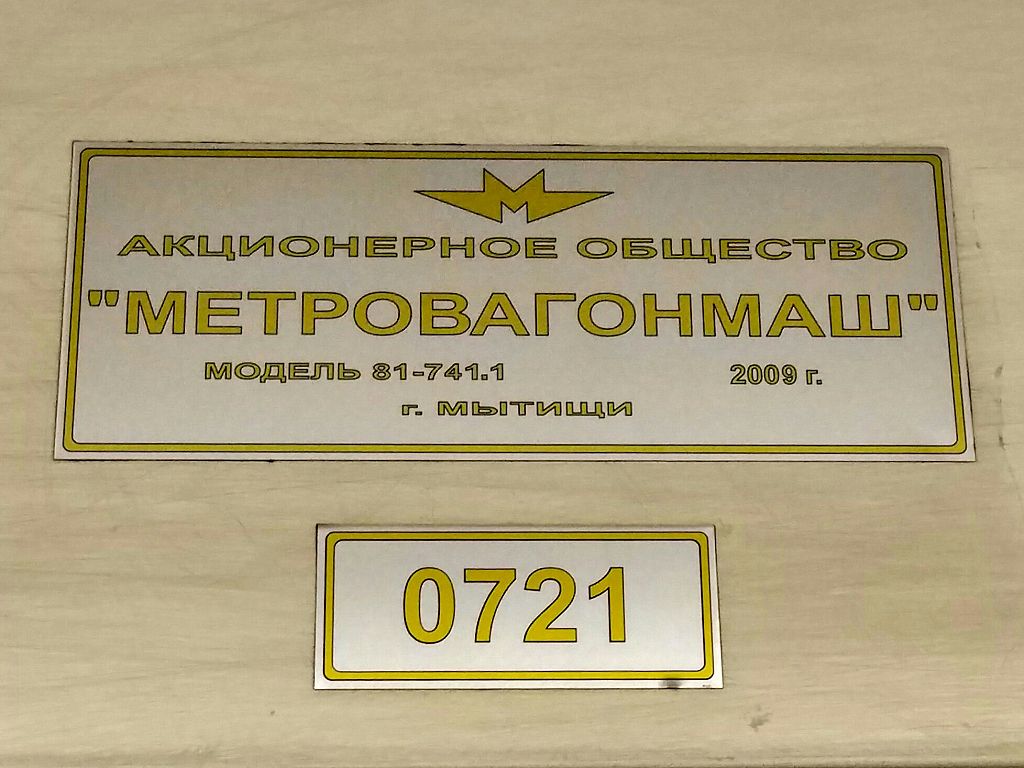 АКЦИОНЕРНОЕ ОБЩЕСТВО
"МЕТРОВАГОНМАШ"
МОДЕЛЬ 81-741.1 2009 г.
г. МЫТИЩИ
0721